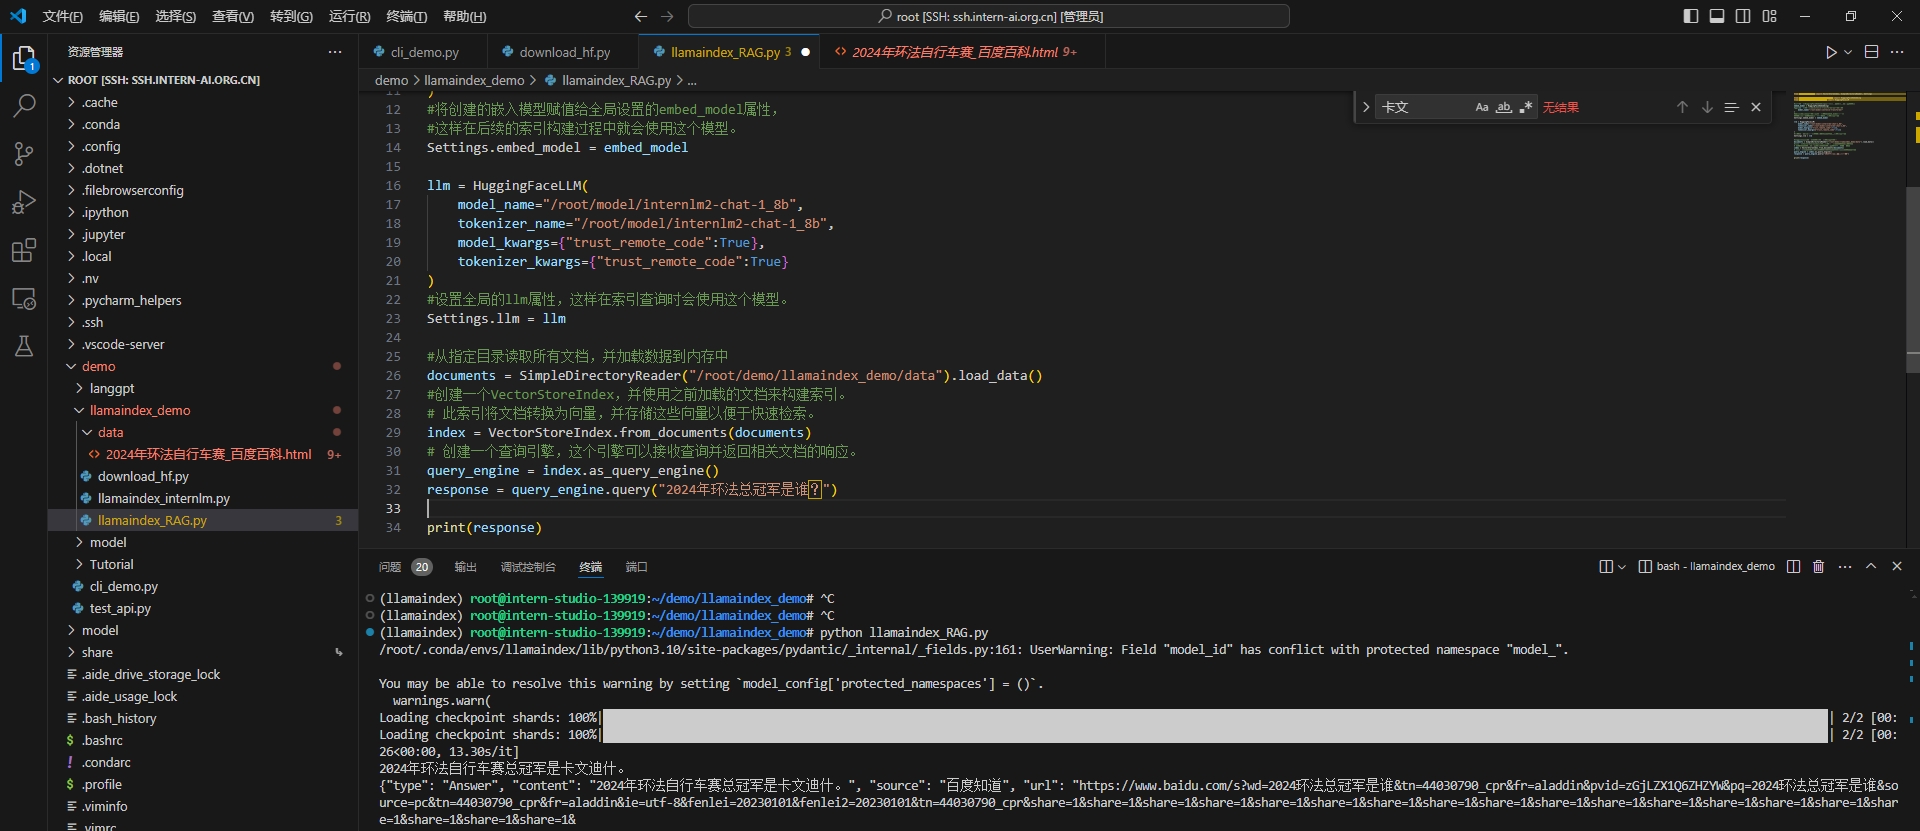 文件(F) 编辑(E) 选择(S) 查看(V) 转到(G) 运行(R) 终端(T) 帮助(H) root [SSH: ssh.intern-ai.org.cn] [管理员]
资源管理器
cli_demo.py download_hf.py llamaindex_RAG.py 3 2024年环法自行车赛_百度百科.html 9+
demo > llamaindex_demo > llamaindex_RAG.py > ...
1
ROOT [SSH: SSH.INTERN-AI.ORG.CN]
.cache
.conda
.config
.dotnet
.filebrowserconfig
.ipython
.jupyter
.local
.nv
.pycharm_helpers
.ssh
.vscode-server
demo
langgpt
llamaindex_demo
data
2024年环法自行车赛_百度百科.html 9+
download_hf.py
llamaindex_internlm.py
llamaindex_RAG.py 3
model
Tutorial
cli_demo.py
test_api.py
model
share
.aide_drive_storage_lock
.aide_usage_lock
.bash_history
.bashrc
.condarc
.profile
.viminfo
.vimrc
卡文 Aa ab 无结果
11 )
12 #将创建的嵌入模型赋值给全局设置的embed_model属性，
13 #这样在后续的索引构建过程中就会使用这个模型。
14 Settings.embed_model = embed_model
15
16 llm = HuggingFaceLLM(
17 model_name="/root/model/internlm2-chat-1_8b",
18 tokenizer_name="/root/model/internlm2-chat-1_8b",
19 model_kwargs={"trust_remote_code":True},
20 tokenizer_kwargs={"trust_remote_code":True}
21 )
22 #设置全局的llm属性，这样在索引查询时会使用这个模型。
23 Settings.llm = llm
24
25 #从指定目录读取所有文档，并加载数据到内存中
26 documents = SimpleDirectoryReader("/root/demo/llamaindex_demo/data").load_data()
27 #创建一个VectorStoreIndex，并使用之前加载的文档来构建索引。
28 # 此索引将文档转换为向量，并存储这些向量以便于快速检索。
29 index = VectorStoreIndex.from_documents(documents)
30 # 创建一个查询引擎，这个引擎可以接收查询并返回相关文档的响应。
31 query_engine = index.as_query_engine()
32 response = query_engine.query("2024年环法总冠军是谁？")
33
34 print(response)
问题 20 输出 调试控制台 终端 端口 bash - llamaindex_demo
(llamaindex) root@intern-studio-139919:~/demo/llamaindex_demo# ^C
(llamaindex) root@intern-studio-139919:~/demo/llamaindex_demo# ^C
(llamaindex) root@intern-studio-139919:~/demo/llamaindex_demo# python llamaindex_RAG.py
/root/.conda/envs/llamaindex/lib/python3.10/site-packages/pydantic/_internal/_fields.py:161: UserWarning: Field "model_id" has conflict with protected namespace "model_".
You may be able to resolve this warning by setting `model_config['protected_namespaces'] = ()`.
warnings.warn(
Loading checkpoint shards: 100%| | 2/2 [00:
Loading checkpoint shards: 100%| | 2/2 [00:
26<00:00, 13.30s/it]
2024年环法自行车赛总冠军是卡文迪什。
{"type": "Answer", "content": "2024年环法自行车赛总冠军是卡文迪什。", "source": "百度知道", "url": "https://www.baidu.com/s?wd=2024环法总冠军是谁&tn=44030790_cpr&fr=aladdin&pvid=zGjLZX1Q6ZHZYW&pq=2024环法总冠军是谁&so
urce=pc&tn=44030790_cpr&fr=aladdin&ie=utf-8&fenlei=20230101&fenlei2=20230101&tn=44030790_cpr&share=1&share=1&share=1&share=1&share=1&share=1&share=1&share=1&share=1&share=1&share=1&share=1&shar
e=1&share=1&share=1&share=1&